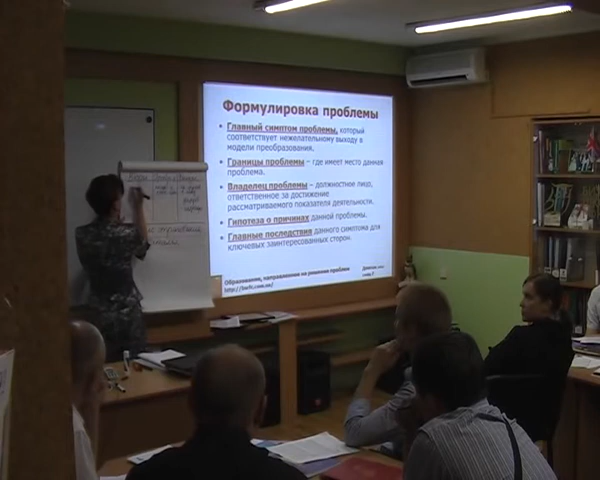 Формулировка проблемы
Главный симптом проблемы, который
соответствует нежелательному выходу в
модели преобразования.
Границы проблемы – где имеет место данная
проблема.
Владелец проблемы – должностное лицо,
ответственное за достижение
рассматриваемого показателя деятельности.
Гипотеза о причинах данной проблемы.
Главные последствия данного симптома для
ключевых заинтересованных сторон.
Образование, направленное на решение проблем